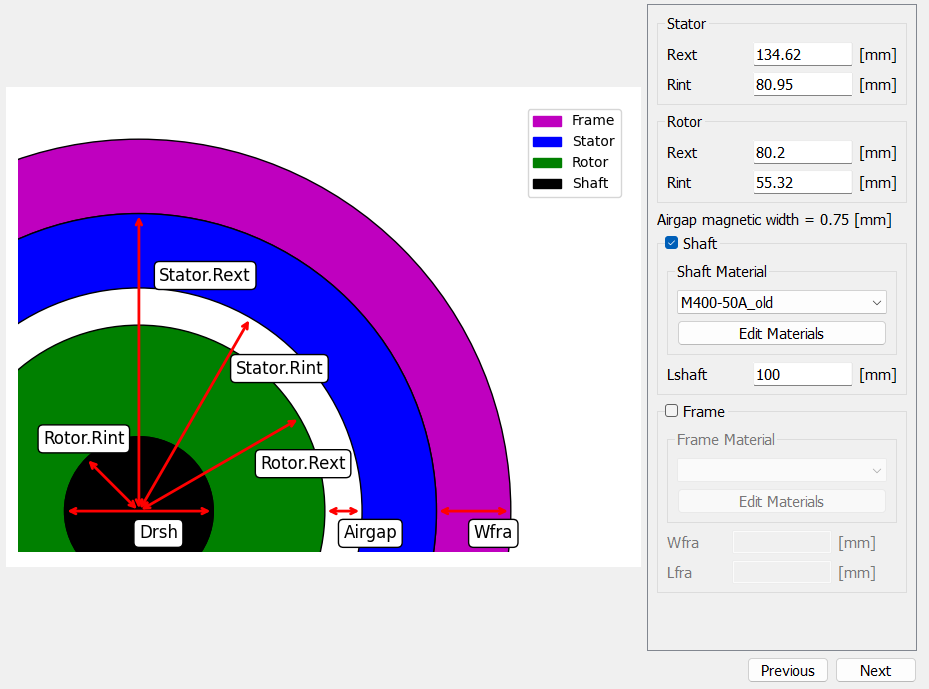 Frame
Stator
Rotor
Shaft
Stator.Rext
Stator.Rint
Rotor.Rint
Rotor.Rext
Drsh
Airgap
Wfra
Stator
Rext 134.62 [mm]
Rint 80.95 [mm]
Rotor
Rext 80.2 [mm]
Rint 55.32 [mm]
Airgap magnetic width = 0.75 [mm]
Shaft
Shaft Material
M400-50A_old
Edit Materials
Lshaft 100 [mm]
Frame
Frame Material
Edit Materials
Wfra [mm]
Lfra [mm]
Previous Next